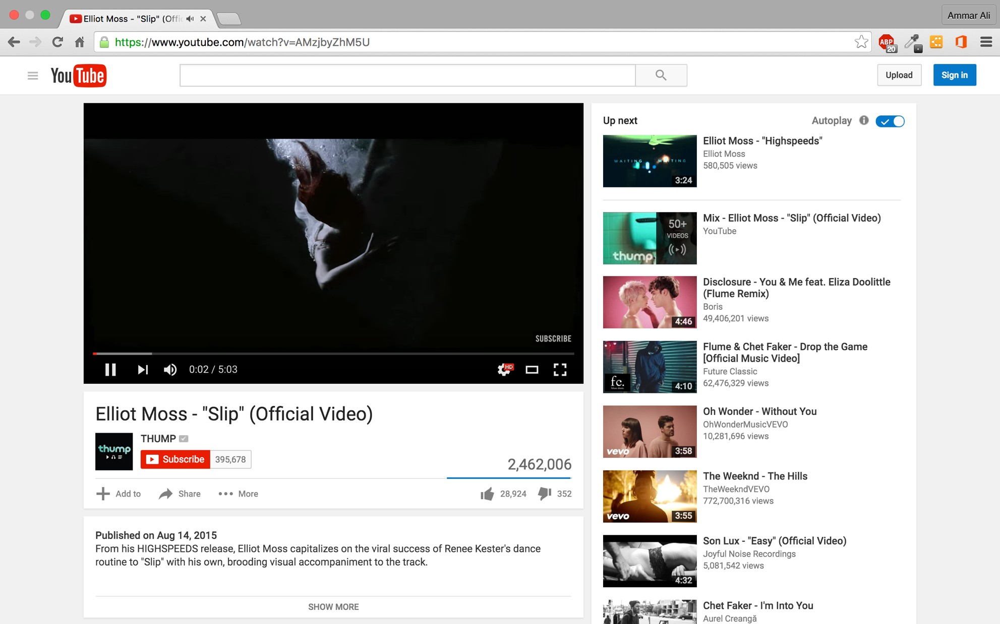 Elliot Moss - "Slip" (Offic
Ammar Ali
https://www.youtube.com/watch?v=AMzjbyZhM5U
ABP
20
YouTube
Upload
Sign in
SUBSCRIBE
0:02 / 5:03
HD
Elliot Moss - "Slip" (Official Video)
thump
THUMP
Subscribe 395,678
2,462,006
Add to
Share
More
28,924
352
Published on Aug 14, 2015
From his HIGHSPEEDS release, Elliot Moss capitalizes on the viral success of Renee Kester's dance
routine to "Slip" with his own, brooding visual accompaniment to the track.
SHOW MORE
Up next
Autoplay
WAITING WAITING
3:24
Elliot Moss - "Highspeeds"
Elliot Moss
580,505 views
thump
50+
VIDEOS
Mix - Elliot Moss - "Slip" (Official Video)
YouTube
4:46
Disclosure - You & Me feat. Eliza Doolittle
(Flume Remix)
Boris
49,406,201 views
fc.
future classic
4:10
Flume & Chet Faker - Drop the Game
[Official Music Video]
Future Classic
62,476,329 views
vevo
3:58
Oh Wonder - Without You
OhWonderMusicVEVO
10,281,696 views
vevo
3:55
The Weeknd - The Hills
TheWeekndVEVO
772,700,316 views
4:32
Son Lux - "Easy" (Official Video)
Joyful Noise Recordings
5,081,542 views
Chet Faker - I'm Into You
Aurel Creangă